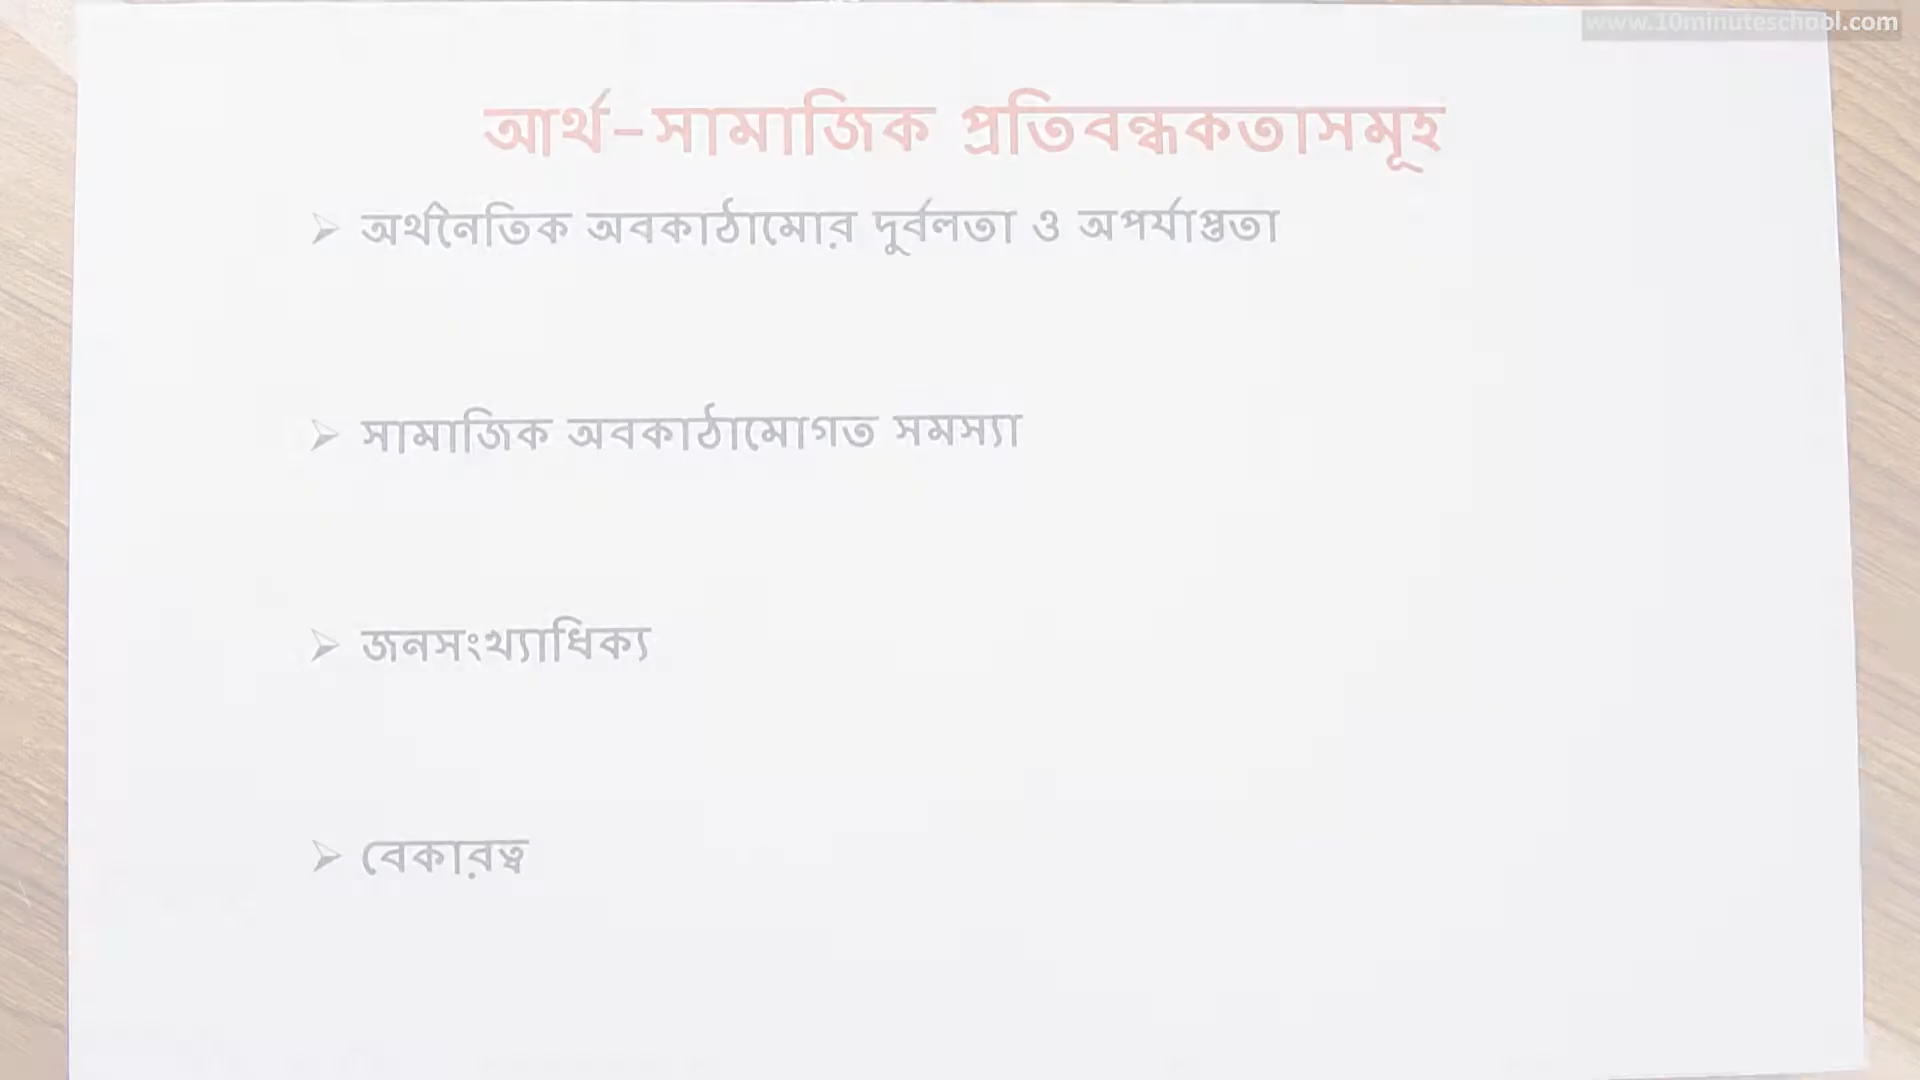 www.10minuteschool.com
আর্থ-সামাজিক প্রতিবন্ধকতাসমূহ
➢ অর্থনৈতিক অবকাঠামোর দুর্বলতা ও অপর্যাপ্ততা
➢ সামাজিক অবকাঠামোগত সমস্যা
➢ জনসংখ্যাধিক্য
➢ বেকারত্ব